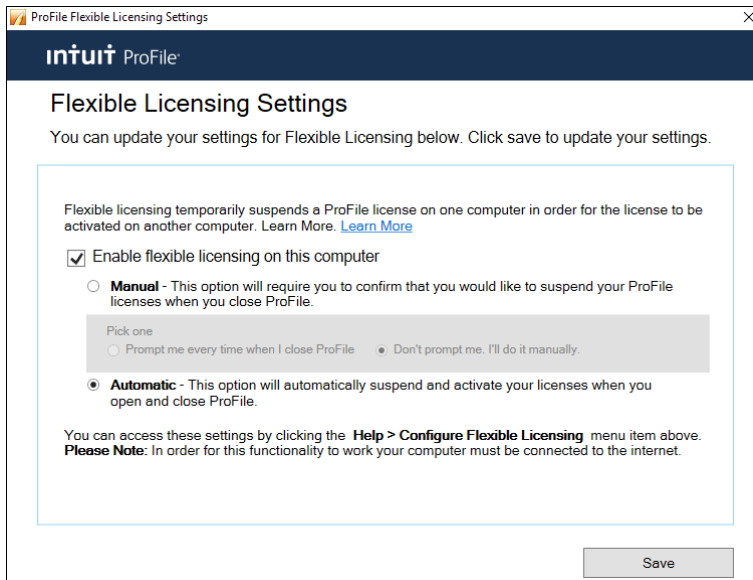 ProFile Flexible Licensing Settings
intuit ProFile
Flexible Licensing Settings
You can update your settings for Flexible Licensing below. Click save to update your settings.
Flexible licensing temporarily suspends a ProFile license on one computer in order for the license to be
activated on another computer. Learn More. Learn More
Enable flexible licensing on this computer
Manual - This option will require you to confirm that you would like to suspend your ProFile
licenses when you close ProFile.
Pick one
Prompt me every time when I close ProFile Don't prompt me. I'll do it manually.
Automatic - This option will automatically suspend and activate your licenses when you
open and close ProFile.
You can access these settings by clicking the Help > Configure Flexible Licensing menu item above.
Please Note: In order for this functionality to work your computer must be connected to the internet.
Save